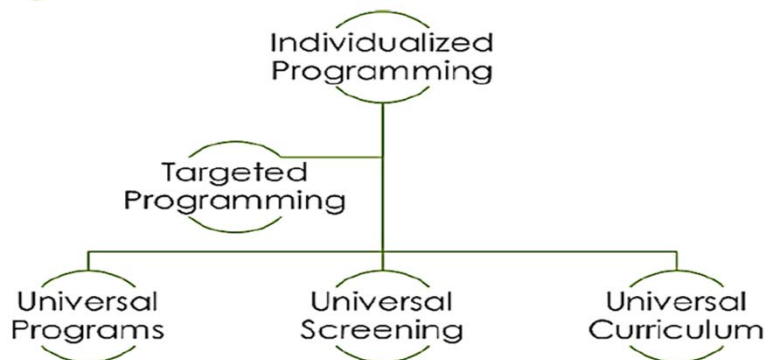 Individualized
Programming
Targeted
Programming
Universal
Programs
Universal
Screening
Universal
Curriculum